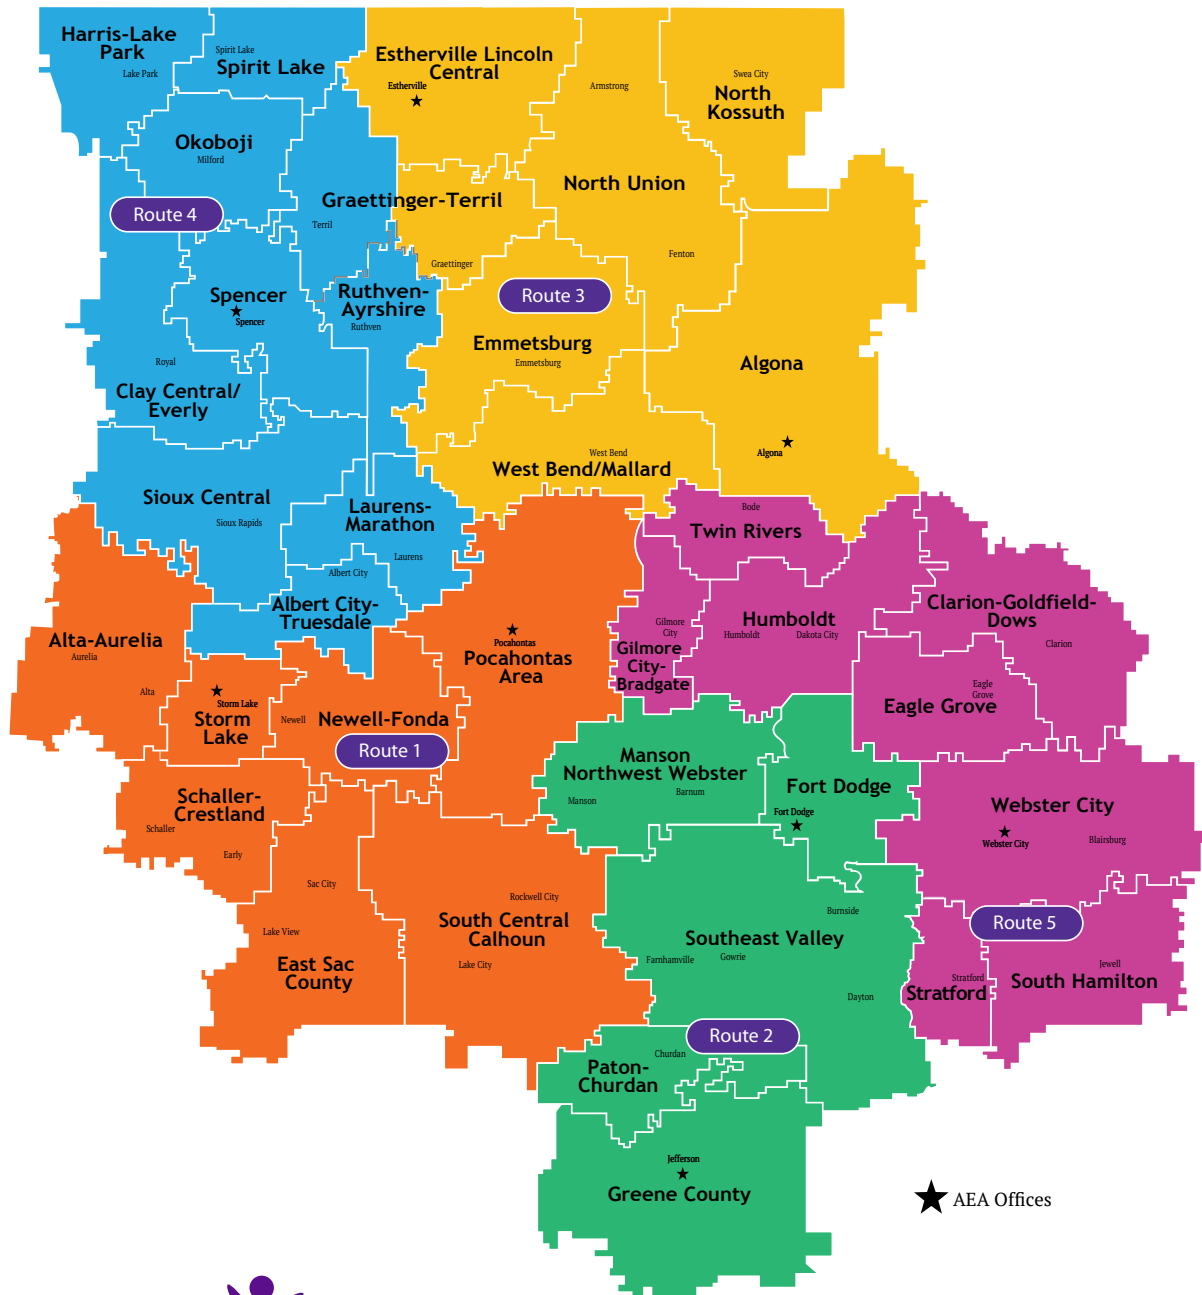 Harris-Lake
Park
Lake Park
Spirit Lake
Spirit Lake
Estherville Lincoln
Central
Estherville
Armstrong
Swea City
North
Kossuth
Okoboji
Milford
Route 4
Graettinger-Terril
Terril
Graettinger
North Union
Fenton
Spencer
Spencer
Ruthven-
Ayrshire
Ruthven
Route 3
Emmetsburg
Emmetsburg
Royal
Clay Central/
Everly
Algona
Algona
West Bend
West Bend/Mallard
Sioux Central
Sioux Rapids
Laurens-
Marathon
Laurens
Bode
Twin Rivers
Albert City
Albert City-
Truesdale
Alta-Aurelia
Aurelia
Alta
Pocahontas
Pocahontas
Area
Gilmore
City
Gilmore
City-
Bradgate
Humboldt
Humboldt
Dakota City
Clarion-Goldfield-
Dows
Clarion
Storm Lake
Storm
Lake
Newell
Newell-Fonda
Route 1
Eagle
Grove
Eagle Grove
Manson
Northwest Webster
Manson
Barnum
Fort Dodge
Fort Dodge
Schaller-
Crestland
Schaller
Early
Webster City
Webster City
Blairsburg
Sac City
Lake View
East Sac
County
Rockwell City
South Central
Calhoun
Lake City
Burnside
Southeast Valley
Farnhamville
Gowrie
Dayton
Route 5
Stratford
Stratford
Jewell
South Hamilton
Route 2
Churdan
Paton-
Churdan
Jefferson
Greene County
AEA Offices